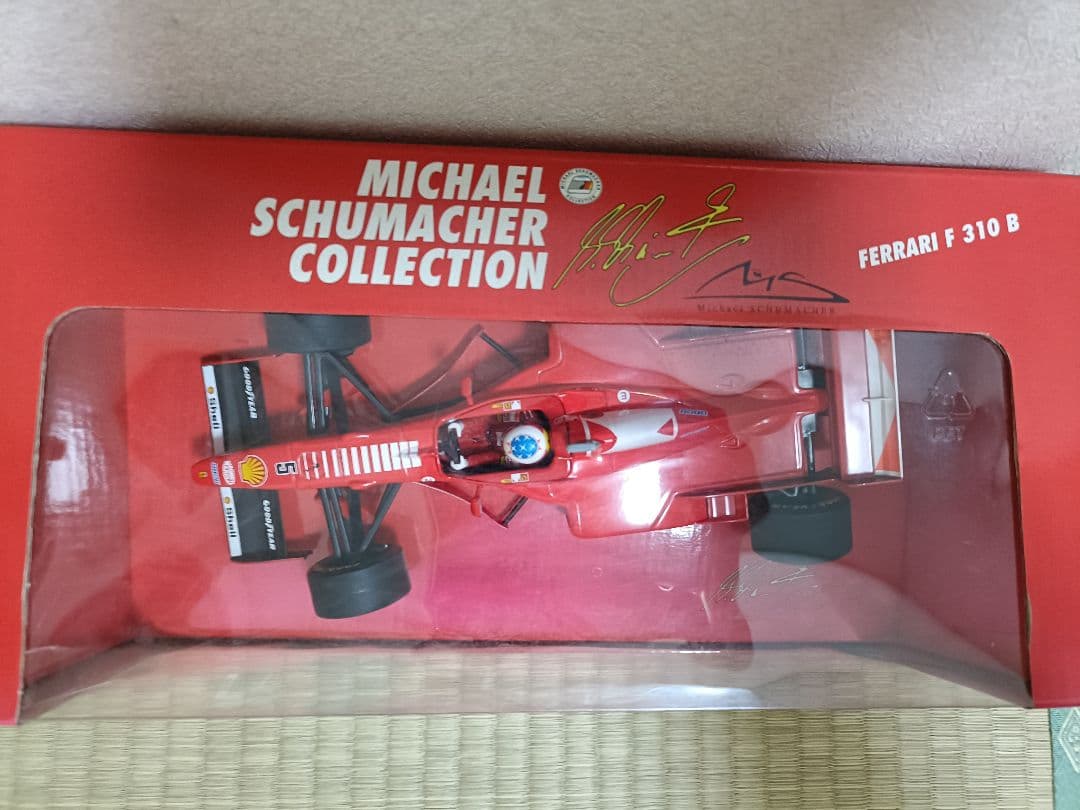 MICHAEL
SCHUMACHER
COLLECTION
Michael SCHUMACHER
FERRARI F 310 B
GOODYEAR
Shell
5
Shell
GOODYEAR
PET